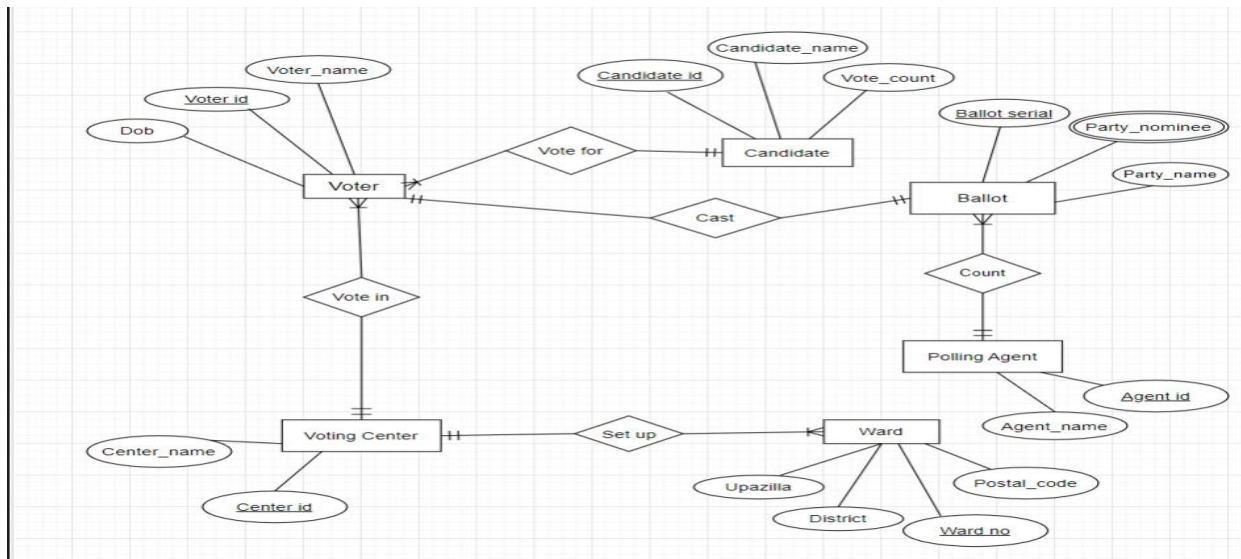 Candidate_name
Voter_name
Candidate id
Vote_count
Voter id
Ballot serial
Party_nominee
Dob
Vote for
Candidate
Party_name
Voter
Ballot
Cast
Count
Vote in
Polling Agent
Agent id
Agent_name
Voting Center
Set up
Ward
Center_name
Upazilla
Postal_code
Center id
District
Ward no